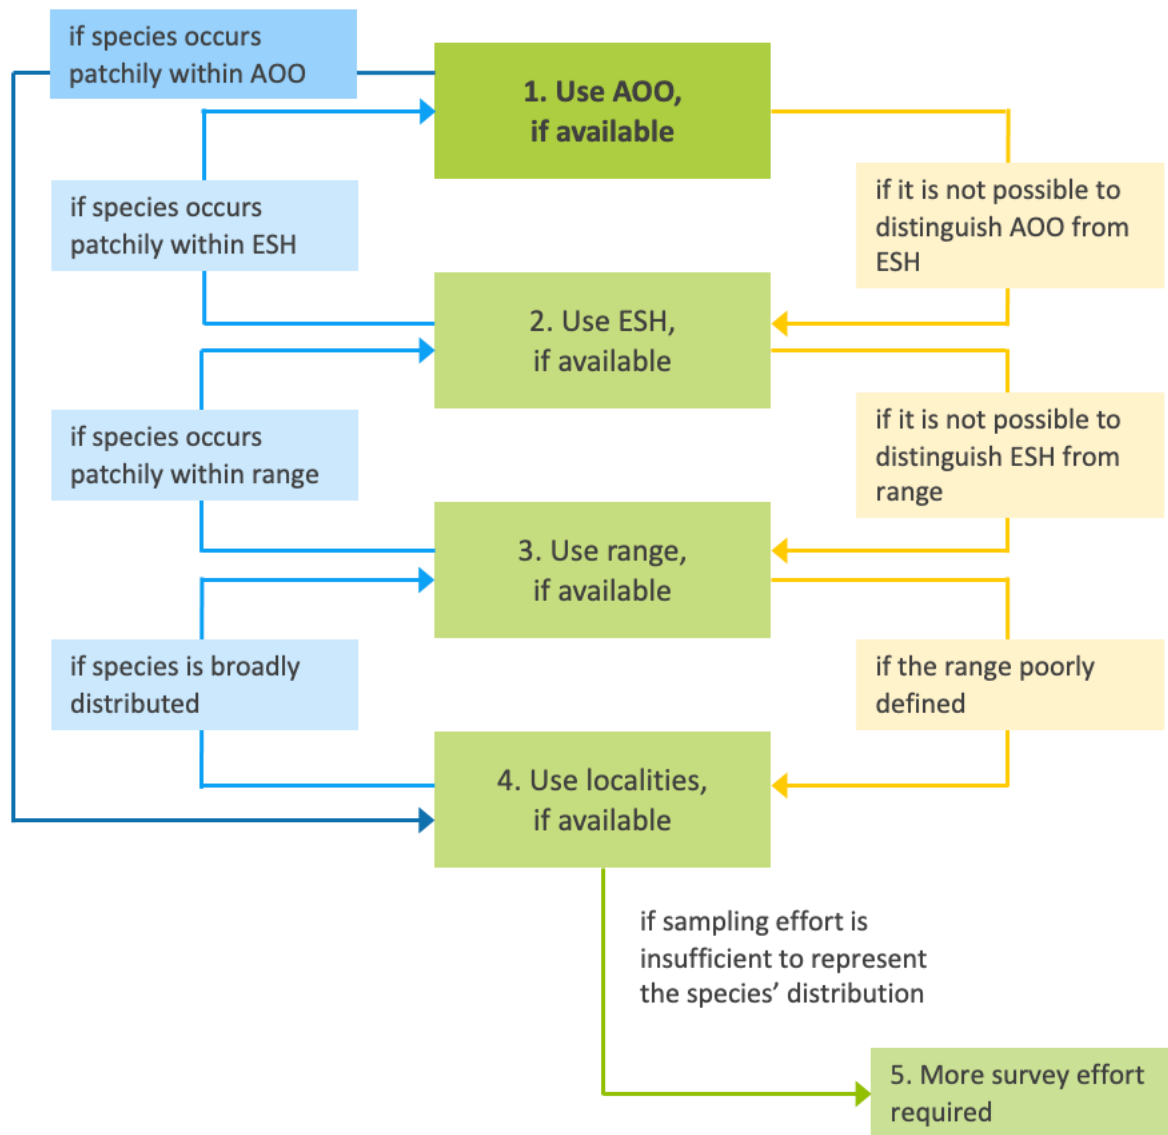 if species occurs
patchily within AOO
1. Use AOO,
if available
if species occurs
patchily within ESH
if it is not possible to
distinguish AOO from
ESH
2. Use ESH,
if available
if species occurs
patchily within range
if it is not possible to
distinguish ESH from
range
3. Use range,
if available
if species is broadly
distributed
if the range poorly
defined
4. Use localities,
if available
if sampling effort is
insufficient to represent
the species’ distribution
5. More survey effort
required